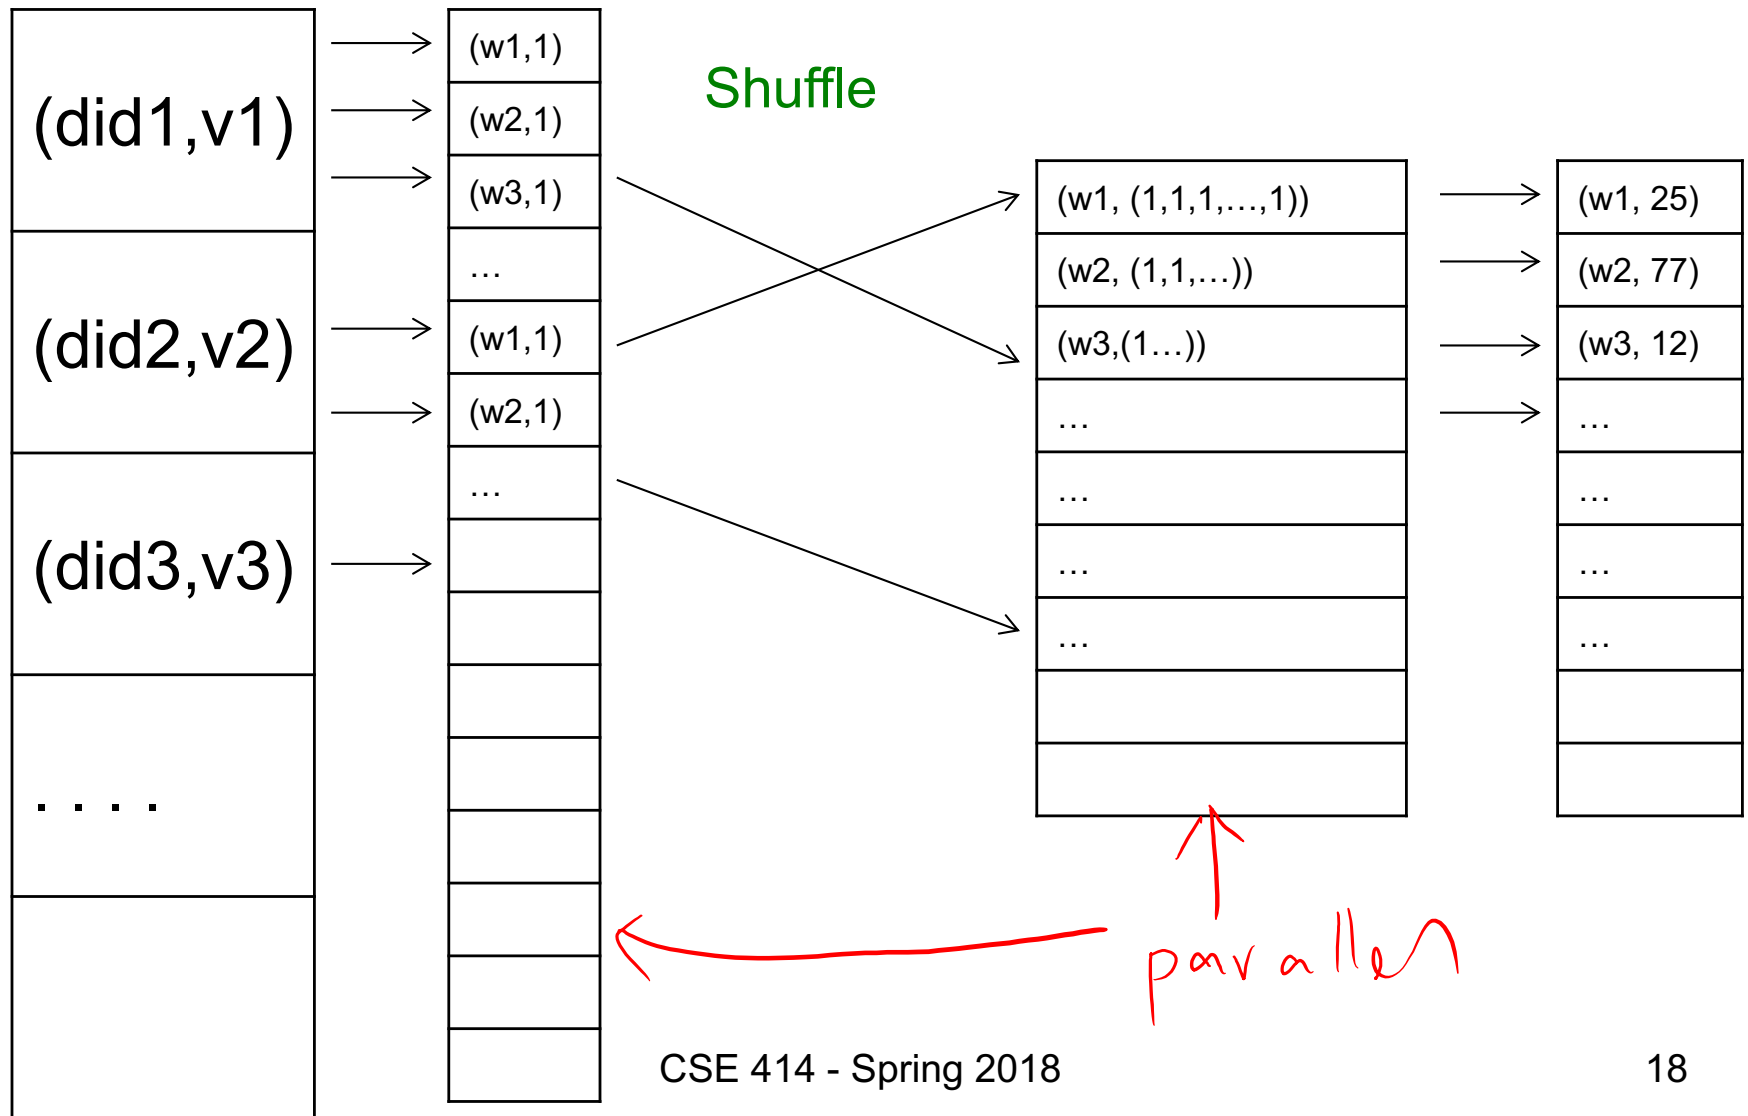 Shuffle
(did1,v1)
(did2,v2)
(did3,v3)
. . . .
(w1,1)
(w2,1)
(w3,1)
…
(w1,1)
(w2,1)
…
(w1, (1,1,1,…,1))
(w2, (1,1,…))
(w3,(1…))
…
…
…
…
(w1, 25)
(w2, 77)
(w3, 12)
…
…
…
…
parallel
CSE 414 - Spring 2018
18